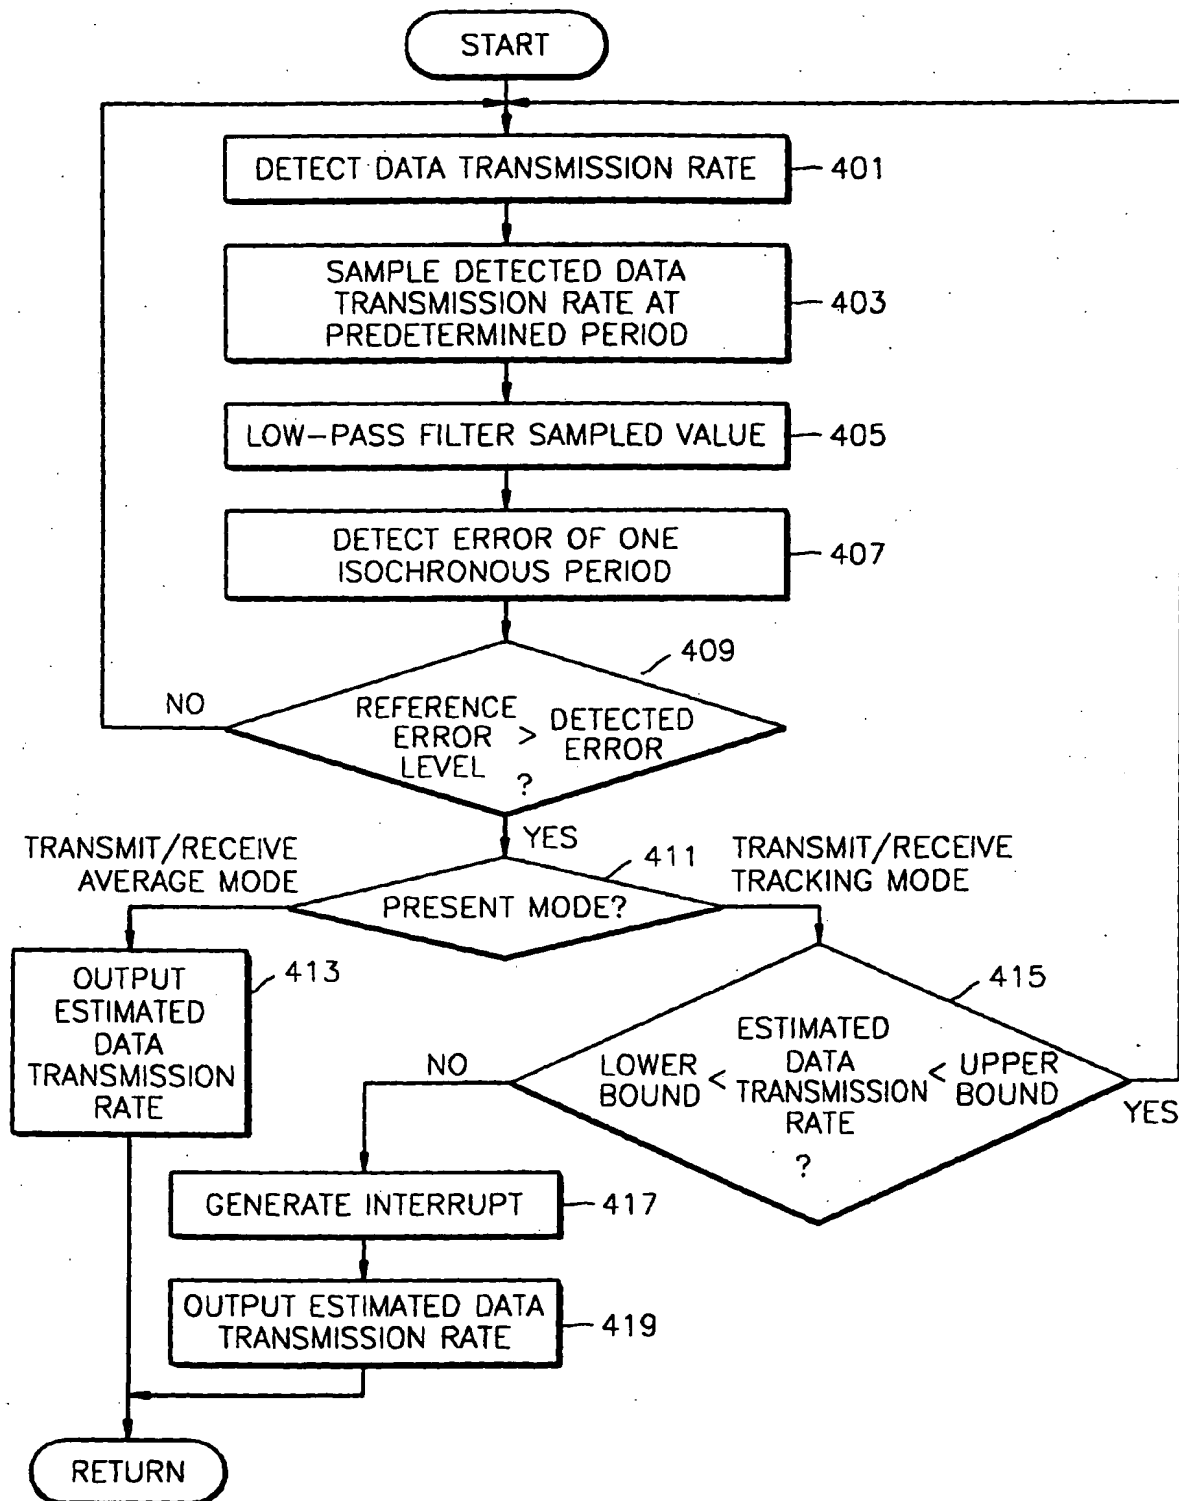 START
DETECT DATA TRANSMISSION RATE
401
SAMPLE DETECTED DATA
TRANSMISSION RATE AT
PREDETERMINED PERIOD
403
LOW-PASS FILTER SAMPLED VALUE
405
DETECT ERROR OF ONE
ISOCHRONOUS PERIOD
407
409
NO
REFERENCE
ERROR
LEVEL
>
DETECTED
ERROR
?
YES
TRANSMIT/RECEIVE
AVERAGE MODE
411
TRANSMIT/RECEIVE
TRACKING MODE
PRESENT MODE?
OUTPUT
ESTIMATED
DATA
TRANSMISSION
RATE
413
415
NO
LOWER
BOUND
<
ESTIMATED
DATA
TRANSMISSION
RATE
?
<
UPPER
BOUND
YES
GENERATE INTERRUPT
417
OUTPUT ESTIMATED DATA
TRANSMISSION RATE
419
RETURN